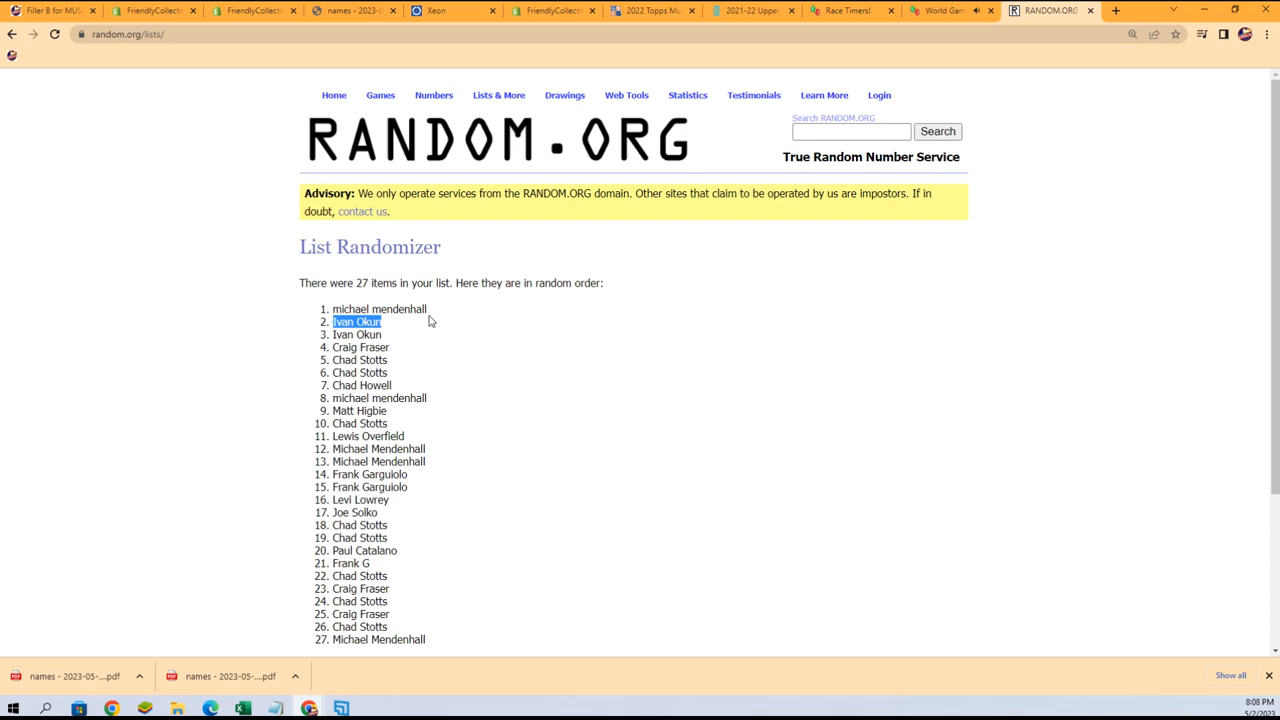 Filler B for MUS
FriendlyCollecti
FriendlyCollecti
names - 2023-0
Xeon
FriendlyCollecti
2022 Topps Mu
2021-22 Upper
Race Timers!
World Gam
RANDOM.ORG
random.org/lists/
Home Games Numbers Lists & More Drawings Web Tools Statistics Testimonials Learn More Login
RANDOM.ORG
Search RANDOM.ORG
Search
True Random Number Service
Advisory: We only operate services from the RANDOM.ORG domain. Other sites that claim to be operated by us are impostors. If in
doubt, contact us.
List Randomizer
There were 27 items in your list. Here they are in random order:
1. michael mendenhall
2. Ivan Okun
3. Ivan Okun
4. Craig Fraser
5. Chad Stotts
6. Chad Stotts
7. Chad Howell
8. michael mendenhall
9. Matt Higbie
10. Chad Stotts
11. Lewis Overfield
12. Michael Mendenhall
13. Michael Mendenhall
14. Frank Garguiolo
15. Frank Garguiolo
16. Levi Lowrey
17. Joe Solko
18. Chad Stotts
19. Chad Stotts
20. Paul Catalano
21. Frank G
22. Chad Stotts
23. Craig Fraser
24. Chad Stotts
25. Craig Fraser
26. Chad Stotts
27. Michael Mendenhall
names - 2023-05-....pdf
names - 2023-05-....pdf
Show all
8:08 PM
5/2/2023